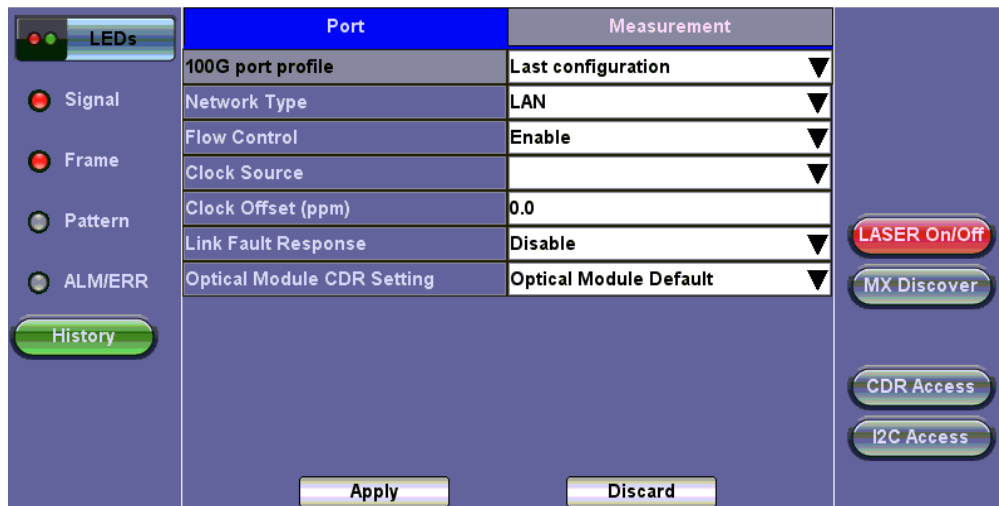 LEDs
Port Measurement
100G port profile Last configuration
Signal
Network Type LAN
Flow Control Enable
Frame
Clock Source
Clock Offset (ppm) 0.0
Pattern
Link Fault Response Disable
LASER On/Off
ALM/ERR
Optical Module CDR Setting Optical Module Default
MX Discover
History
CDR Access
I2C Access
Apply Discard